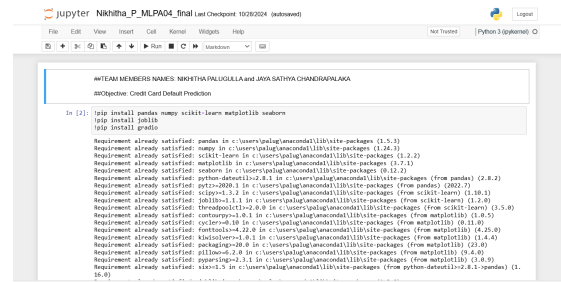 jupyter Nikhitha_P_MLPA04_final Last Checkpoint: 10/28/2024 (autosaved)
Logout
File Edit View Insert Cell Kernel Widgets Help
Not Trusted Python 3 (ipykernel)
Run Markdown
##TEAM MEMBERS NAMES: NIKHITHA PALUGULLA and JAYA SATHYA CHANDRAPALAKA
##Objective: Credit Card Default Prediction
In [2]: !pip install pandas numpy scikit-learn matplotlib seaborn
!pip install joblib
!pip install gradio
Requirement already satisfied: pandas in c:\users\palug\anaconda1\lib\site-packages (1.5.3)
Requirement already satisfied: numpy in c:\users\palug\anaconda1\lib\site-packages (1.24.3)
Requirement already satisfied: scikit-learn in c:\users\palug\anaconda1\lib\site-packages (1.2.2)
Requirement already satisfied: matplotlib in c:\users\palug\anaconda1\lib\site-packages (3.7.1)
Requirement already satisfied: seaborn in c:\users\palug\anaconda1\lib\site-packages (0.12.2)
Requirement already satisfied: python-dateutil>=2.8.1 in c:\users\palug\anaconda1\lib\site-packages (from pandas) (2.8.2)
Requirement already satisfied: pytz>=2020.1 in c:\users\palug\anaconda1\lib\site-packages (from pandas) (2022.7)
Requirement already satisfied: scipy>=1.3.2 in c:\users\palug\anaconda1\lib\site-packages (from scikit-learn) (1.10.1)
Requirement already satisfied: joblib>=1.1.1 in c:\users\palug\anaconda1\lib\site-packages (from scikit-learn) (1.2.0)
Requirement already satisfied: threadpoolctl>=2.0.0 in c:\users\palug\anaconda1\lib\site-packages (from scikit-learn) (3.5.0)
Requirement already satisfied: contourpy>=1.0.1 in c:\users\palug\anaconda1\lib\site-packages (from matplotlib) (1.0.5)
Requirement already satisfied: cycler>=0.10 in c:\users\palug\anaconda1\lib\site-packages (from matplotlib) (0.11.0)
Requirement already satisfied: fonttools>=4.22.0 in c:\users\palug\anaconda1\lib\site-packages (from matplotlib) (4.25.0)
Requirement already satisfied: kiwisolver>=1.0.1 in c:\users\palug\anaconda1\lib\site-packages (from matplotlib) (1.4.4)
Requirement already satisfied: packaging>=20.0 in c:\users\palug\anaconda1\lib\site-packages (from matplotlib) (23.0)
Requirement already satisfied: pillow>=6.2.0 in c:\users\palug\anaconda1\lib\site-packages (from matplotlib) (9.4.0)
Requirement already satisfied: pyparsing>=2.3.1 in c:\users\palug\anaconda1\lib\site-packages (from matplotlib) (3.0.9)
Requirement already satisfied: six>=1.5 in c:\users\palug\anaconda1\lib\site-packages (from python-dateutil>=2.8.1->pandas) (1.
16.0)